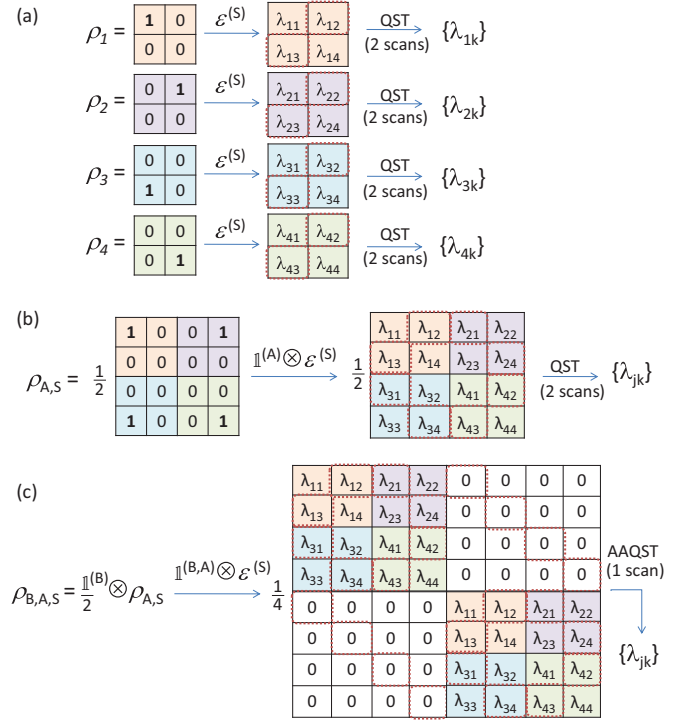 (a)
ρ₁ = 1 0 ε⁽ˢ⁾ λ₁₁ λ₁₂ QST {λ₁ₖ}
0 0 λ₁₃ λ₁₄ (2 scans)
ρ₂ = 0 1 ε⁽ˢ⁾ λ₂₁ λ₂₂ QST {λ₂ₖ}
0 0 λ₂₃ λ₂₄ (2 scans)
ρ₃ = 0 0 ε⁽ˢ⁾ λ₃₁ λ₃₂ QST {λ₃ₖ}
1 0 λ₃₃ λ₃₄ (2 scans)
ρ₄ = 0 0 ε⁽ˢ⁾ λ₄₁ λ₄₂ QST {λ₄ₖ}
0 1 λ₄₃ λ₄₄ (2 scans)
(b)
ρ_A,S = 1/2
1 0 0 1
0 0 0 0
0 0 0 0
1 0 0 1
𝟙⁽ᴬ⁾⊗ε⁽ˢ⁾
1/2
λ₁₁ λ₁₂ λ₂₁ λ₂₂
λ₁₃ λ₁₄ λ₂₃ λ₂₄
λ₃₁ λ₃₂ λ₄₁ λ₄₂
λ₃₃ λ₃₄ λ₄₃ λ₄₄
QST
(2 scans)
{λⱼₖ}
(c)
ρ_B,A,S = 𝟙⁽ᴮ⁾/2 ⊗ ρ_A,S
𝟙⁽ᴮ,ᴬ⁾⊗ε⁽ˢ⁾
1/4
λ₁₁ λ₁₂ λ₂₁ λ₂₂ 0 0 0 0
λ₁₃ λ₁₄ λ₂₃ λ₂₄ 0 0 0 0
λ₃₁ λ₃₂ λ₄₁ λ₄₂ 0 0 0 0
λ₃₃ λ₃₄ λ₄₃ λ₄₄ 0 0 0 0
0 0 0 0 λ₁₁ λ₁₂ λ₂₁ λ₂₂
0 0 0 0 λ₁₃ λ₁₄ λ₂₃ λ₂₄
0 0 0 0 λ₃₁ λ₃₂ λ₄₁ λ₄₂
0 0 0 0 λ₃₃ λ₃₄ λ₄₃ λ₄₄
AAQST
(1 scan)
{λⱼₖ}